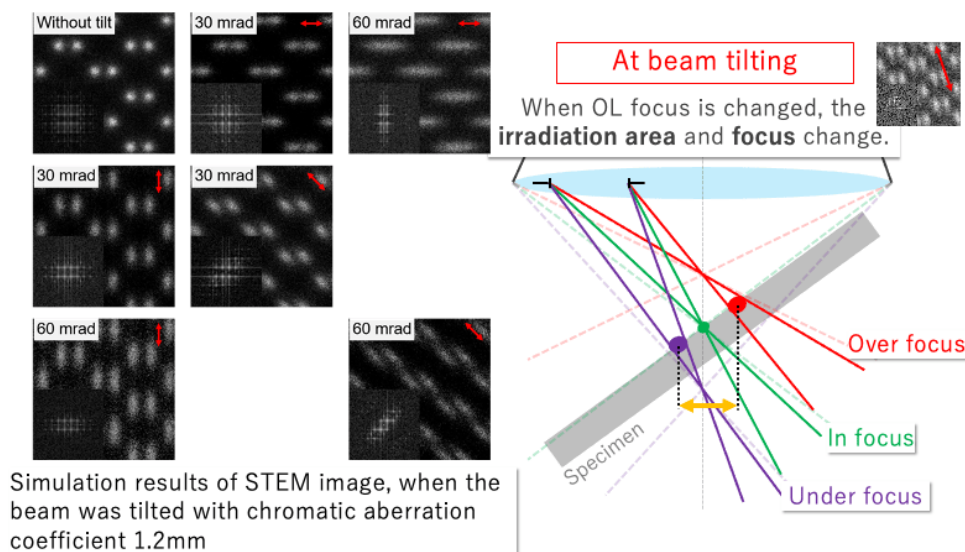 Without tilt
30 mrad
60 mrad
30 mrad
30 mrad
60 mrad
60 mrad
Simulation results of STEM image, when the
beam was tilted with chromatic aberration
coefficient 1.2mm
At beam tilting
When OL focus is changed, the
irradiation area and focus change.
Over focus
In focus
Under focus
Specimen